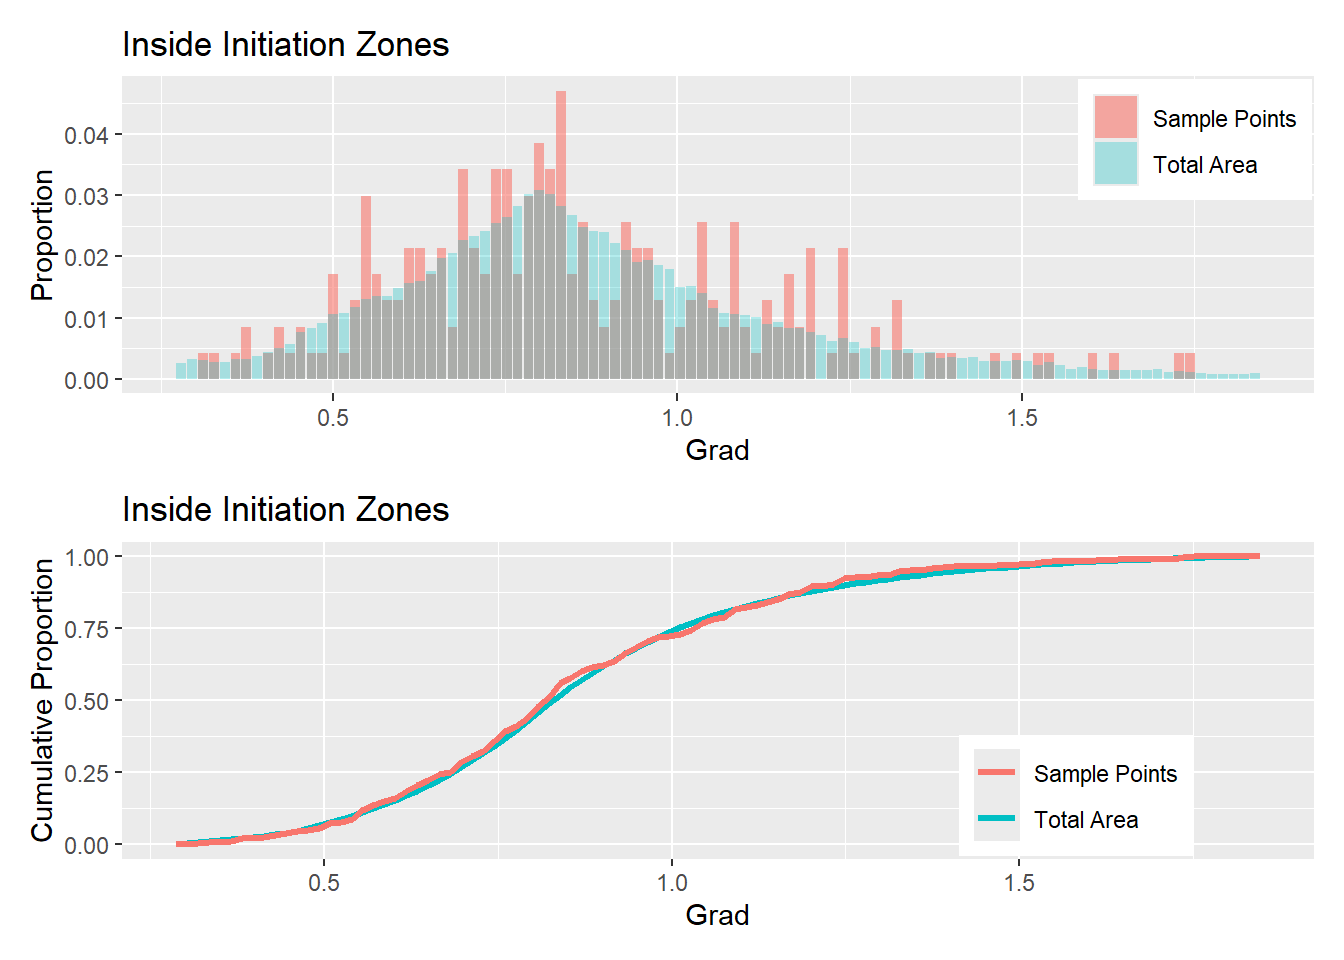 Inside Initiation Zones
Sample Points
Total Area
Proportion
0.04
0.03
0.02
0.01
0.00
0.5 1.0 1.5
Grad
Inside Initiation Zones
Cumulative Proportion
1.00
0.75
0.50
0.25
0.00
Sample Points
Total Area
0.5 1.0 1.5
Grad